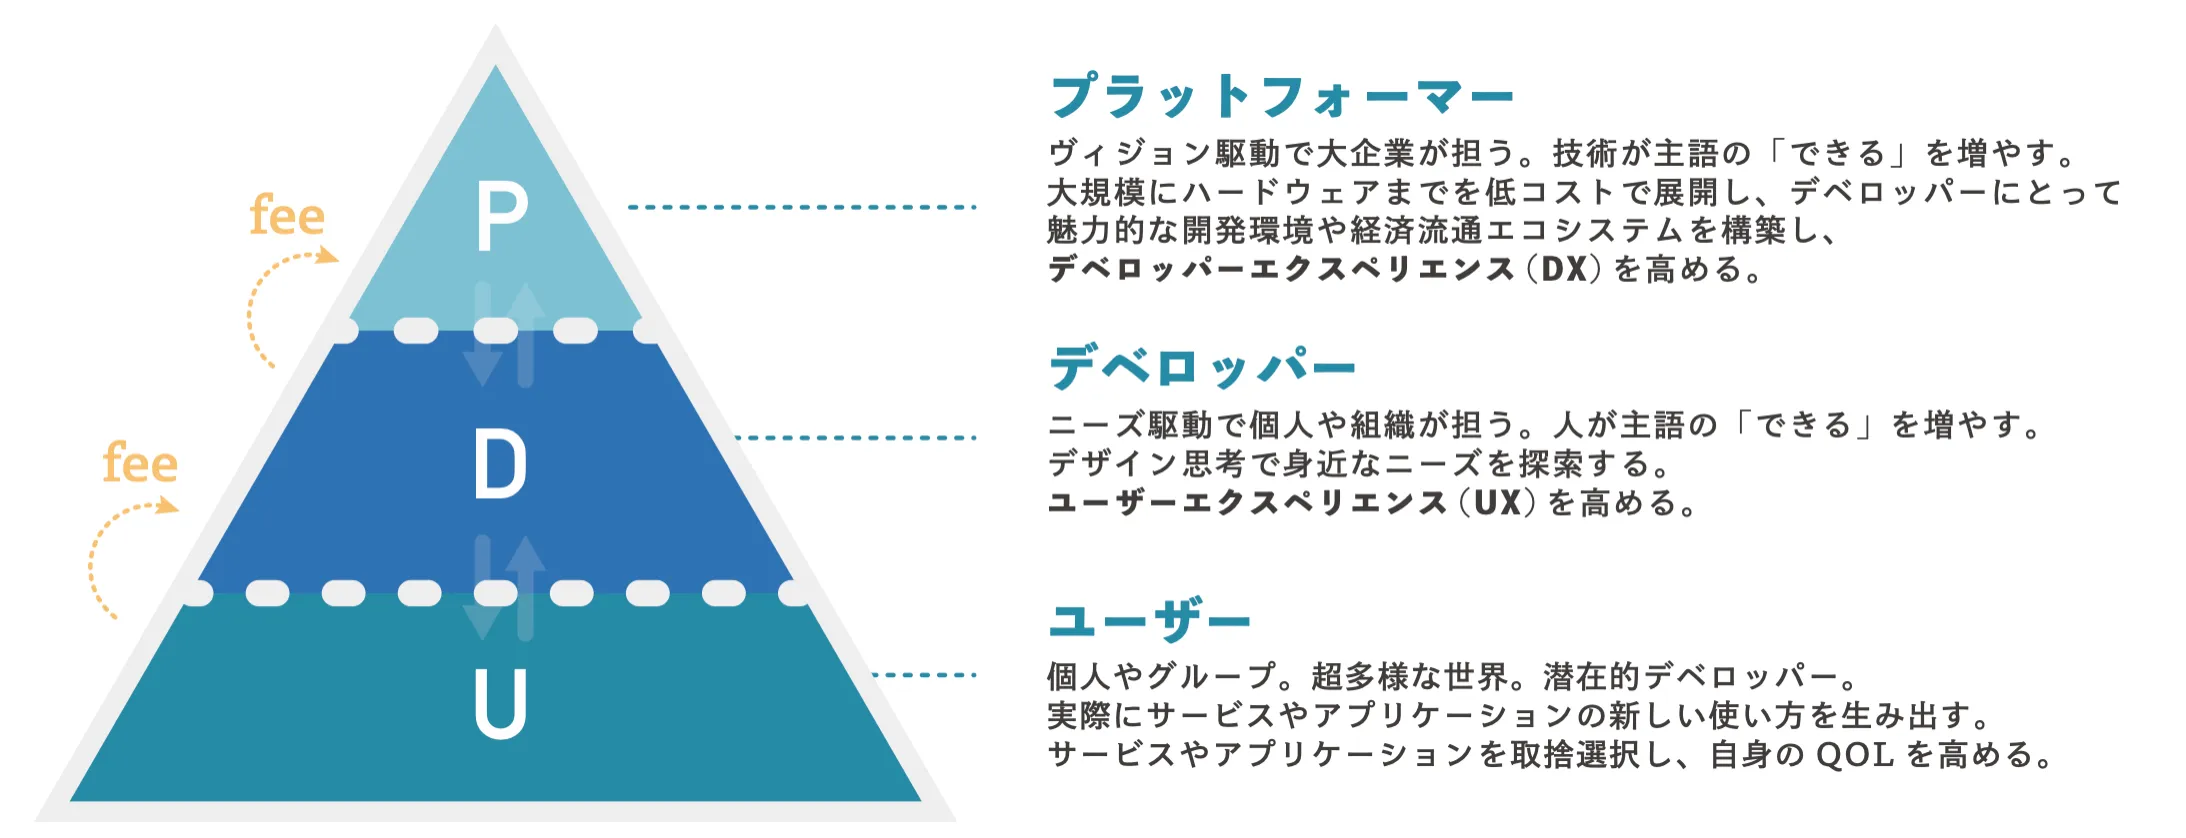 fee
fee
P
D
U
プラットフォーマー
ヴィジョン駆動で大企業が担う。技術が主語の「できる」を増やす。
大規模にハードウェアまでを低コストで展開し、デベロッパーにとって
魅力的な開発環境や経済流通エコシステムを構築し、
デベロッパーエクスペリエンス（DX）を高める。
デベロッパー
ニーズ駆動で個人や組織が担う。人が主語の「できる」を増やす。
デザイン思考で身近なニーズを探索する。
ユーザーエクスペリエンス（UX）を高める。
ユーザー
個人やグループ。超多様な世界。潜在的デベロッパー。
実際にサービスやアプリケーションの新しい使い方を生み出す。
サービスやアプリケーションを取捨選択し、自身の QOL を高める。